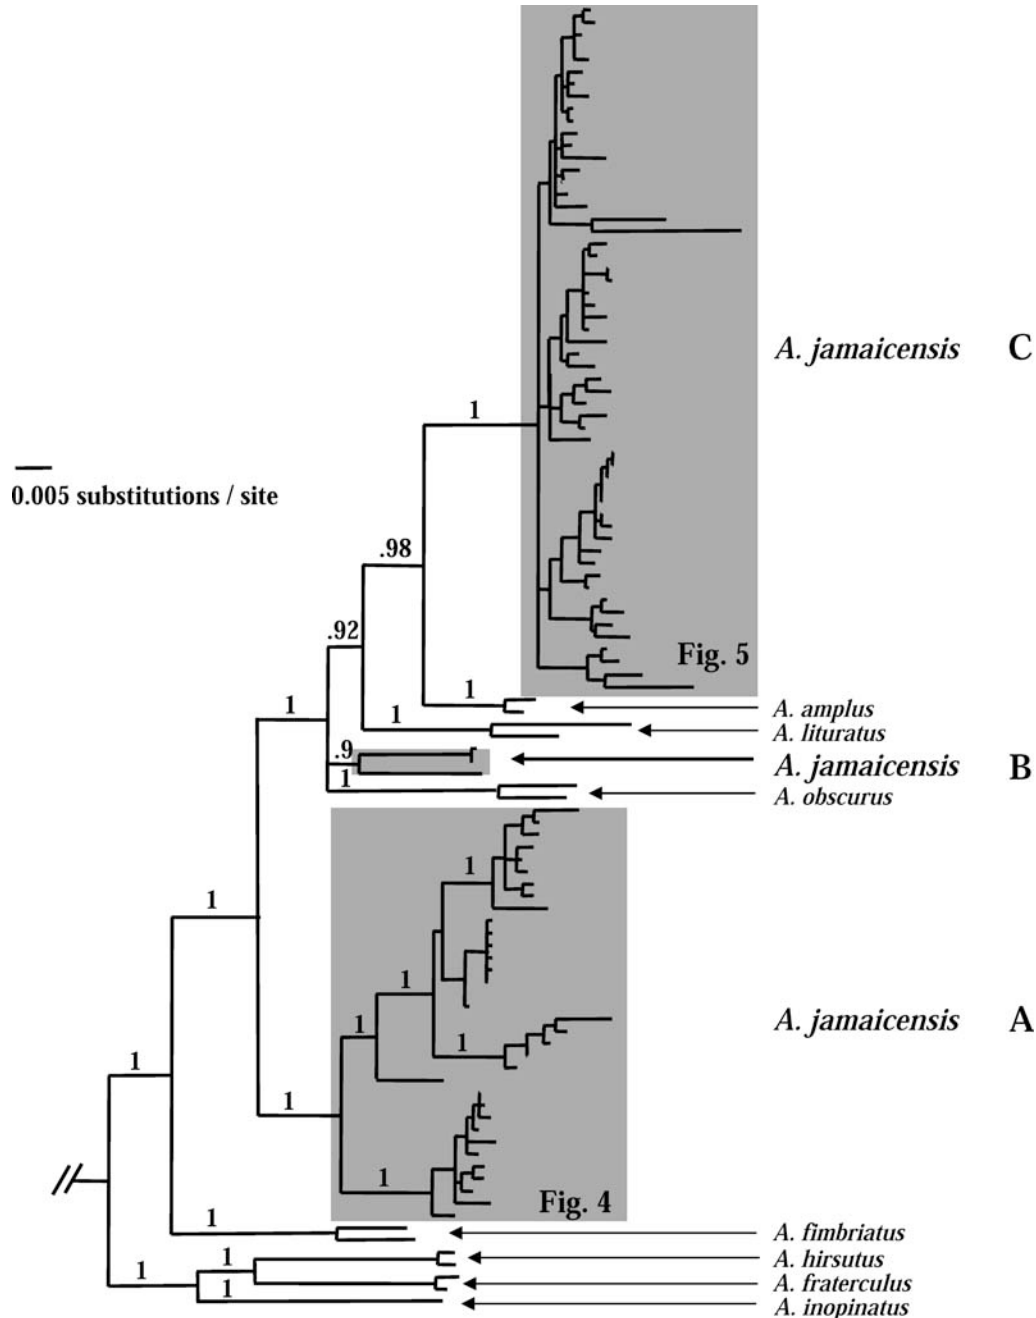 A. jamaicensis C
1
0.005 substitutions / site
.98
.92
Fig. 5
1
1
A. amplus
1
A. lituratus
.9
A. jamaicensis B
1
A. obscurus
1
1
1
A. jamaicensis A
1
1
1
1
1
Fig. 4
1
A. fimbriatus
1
A. hirsutus
1
A. fraterculus
1
A. inopinatus